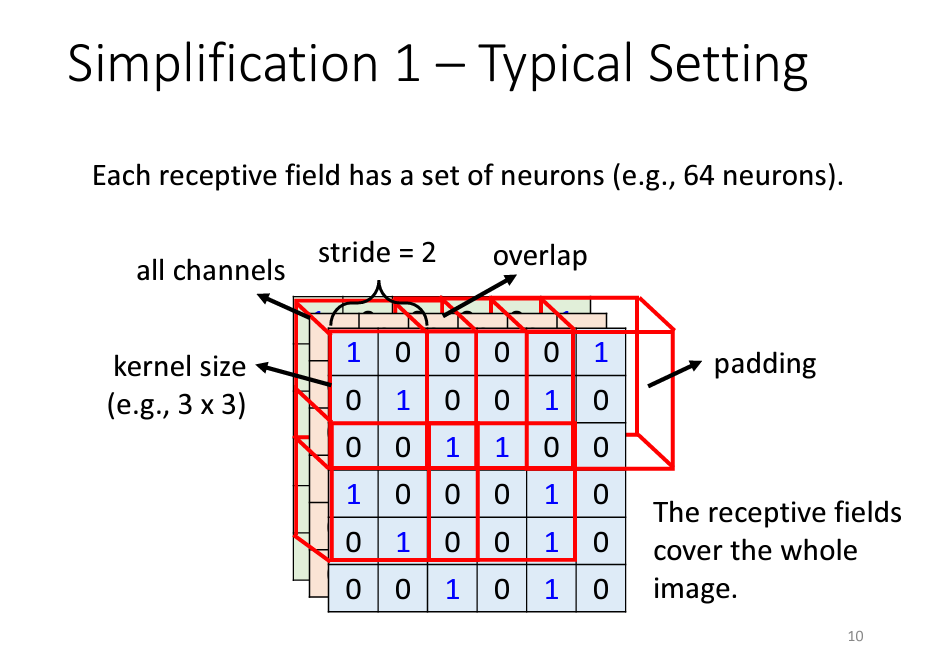 Simplification 1 – Typical Setting
Each receptive field has a set of neurons (e.g., 64 neurons).
stride = 2
overlap
all channels
kernel size
(e.g., 3 x 3)
padding
1 0 0 0 0 1
0 1 0 0 1 0
0 0 1 1 0 0
1 0 0 0 1 0
0 1 0 0 1 0
0 0 1 0 1 0
The receptive fields
cover the whole
image.
10